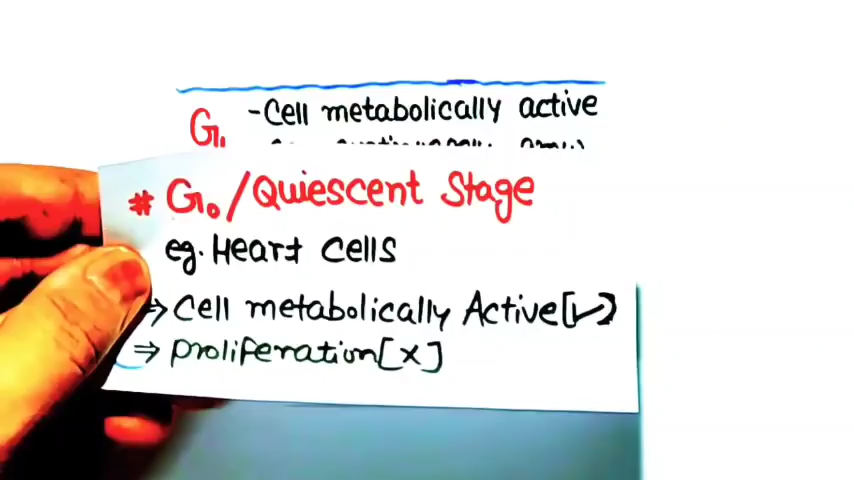 G₁ -Cell metabolically active
# G₀/Quiescent Stage
eg. Heart cells
⇒ Cell metabolically Active[✓]
⇒ Proliferation[×]